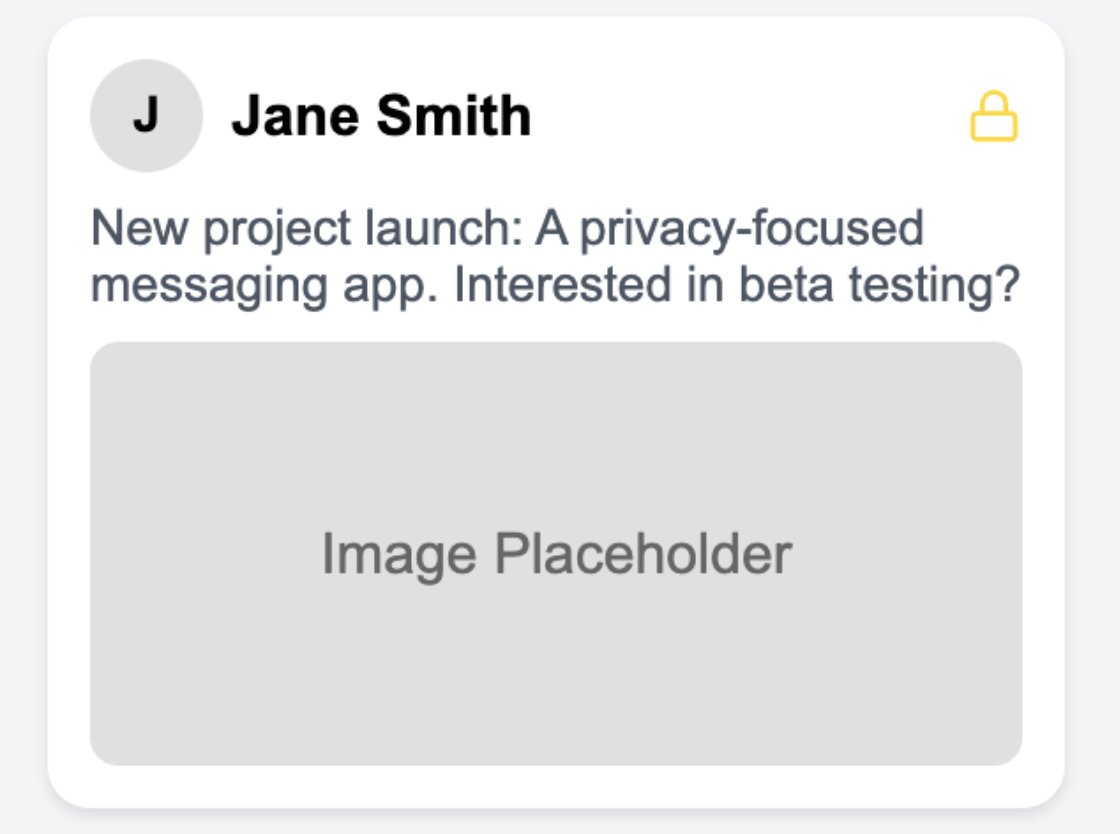 J
Jane Smith
New project launch: A privacy-focused
messaging app. Interested in beta testing?
Image Placeholder